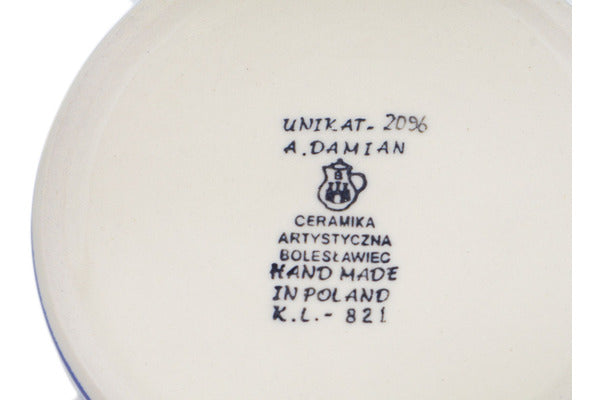 UNIKAT- 2096
A. DAMIAN
B
CERAMIKA
ARTYSTYCZNA
BOLESŁAWIEC
HAND MADE
IN POLAND
K.L.- 821